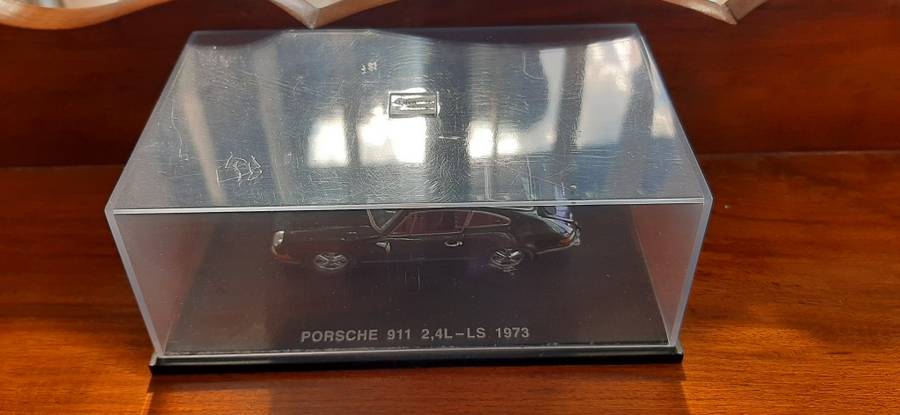 PORSCHE 911 2,4L-LS 1973